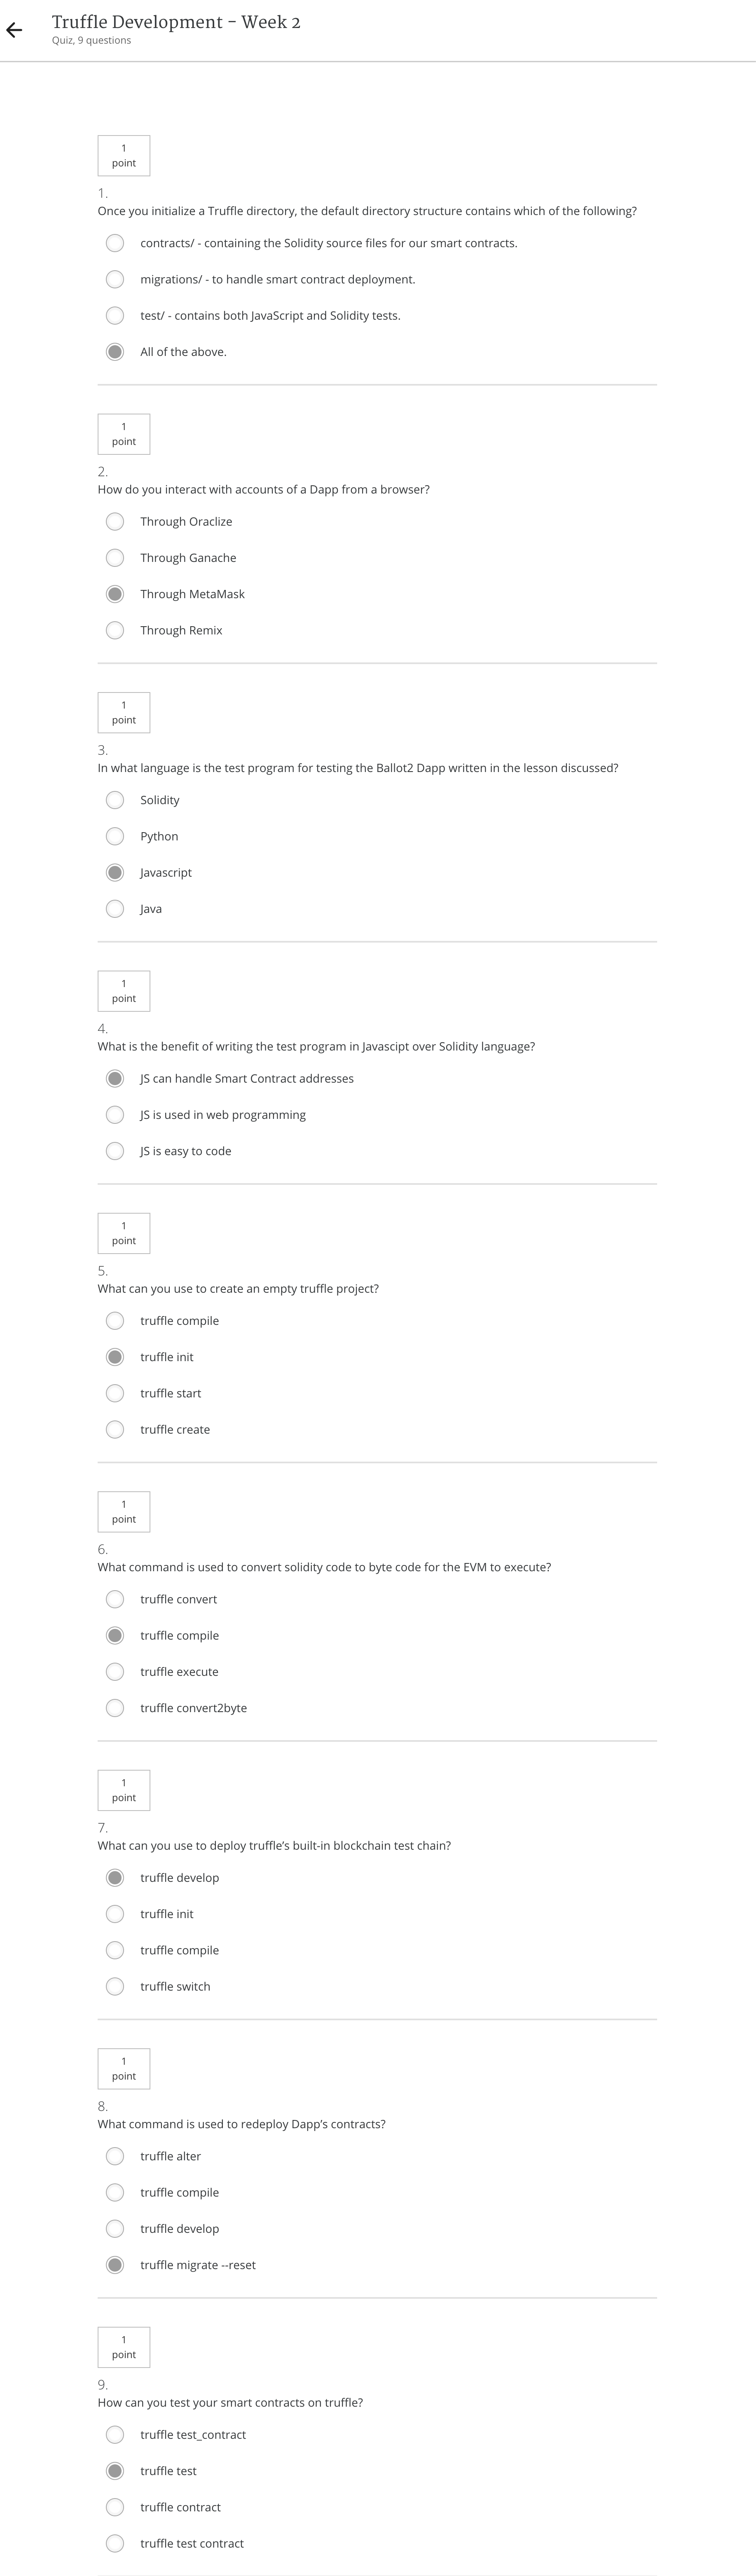 Truffle Development – Week 2
Quiz, 9 questions
1
point
1.
Once you initialize a Truffle directory, the default directory structure contains which of the following?
contracts/ - containing the Solidity source files for our smart contracts.
migrations/ - to handle smart contract deployment.
test/ - contains both JavaScript and Solidity tests.
All of the above.
1
point
2.
How do you interact with accounts of a Dapp from a browser?
Through Oraclize
Through Ganache
Through MetaMask
Through Remix
1
point
3.
In what language is the test program for testing the Ballot2 Dapp written in the lesson discussed?
Solidity
Python
Javascript
Java
1
point
4.
What is the benefit of writing the test program in Javascipt over Solidity language?
JS can handle Smart Contract addresses
JS is used in web programming
JS is easy to code
1
point
5.
What can you use to create an empty truffle project?
truffle compile
truffle init
truffle start
truffle create
1
point
6.
What command is used to convert solidity code to byte code for the EVM to execute?
truffle convert
truffle compile
truffle execute
truffle convert2byte
1
point
7.
What can you use to deploy truffle’s built-in blockchain test chain?
truffle develop
truffle init
truffle compile
truffle switch
1
point
8.
What command is used to redeploy Dapp’s contracts?
truffle alter
truffle compile
truffle develop
truffle migrate --reset
1
point
9.
How can you test your smart contracts on truffle?
truffle test_contract
truffle test
truffle contract
truffle test contract